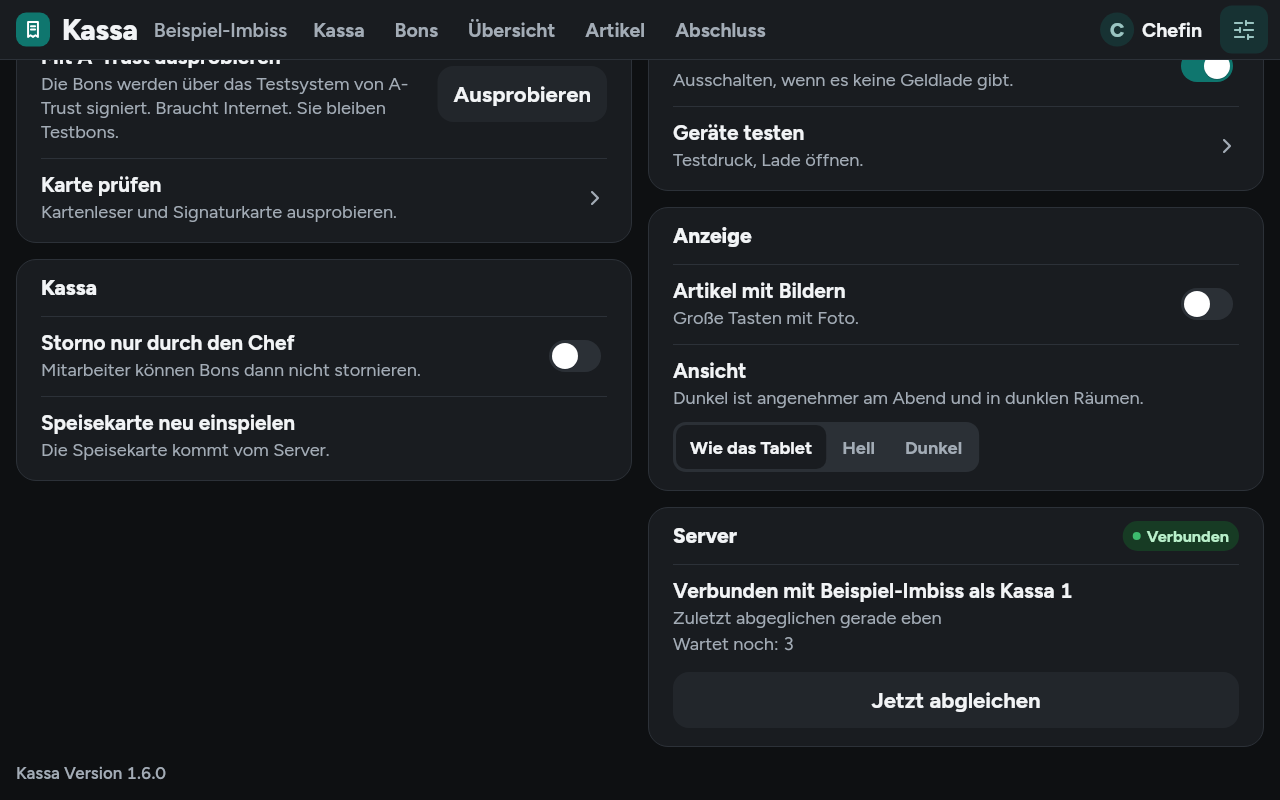 Kassa Beispiel-Imbiss Kassa Bons Übersicht Artikel Abschluss C Chefin
Mit A-Trust ausprobieren
Die Bons werden über das Testsystem von A-
Trust signiert. Braucht Internet. Sie bleiben
Testbons.
Ausprobieren
Karte prüfen
Kartenleser und Signaturkarte ausprobieren.
Kassa
Storno nur durch den Chef
Mitarbeiter können Bons dann nicht stornieren.
Speisekarte neu einspielen
Die Speisekarte kommt vom Server.
Ausschalten, wenn es keine Geldlade gibt.
Geräte testen
Testdruck, Lade öffnen.
Anzeige
Artikel mit Bildern
Große Tasten mit Foto.
Ansicht
Dunkel ist angenehmer am Abend und in dunklen Räumen.
Wie das Tablet Hell Dunkel
Server Verbunden
Verbunden mit Beispiel-Imbiss als Kassa 1
Zuletzt abgeglichen gerade eben
Wartet noch: 3
Jetzt abgleichen
Kassa Version 1.6.0